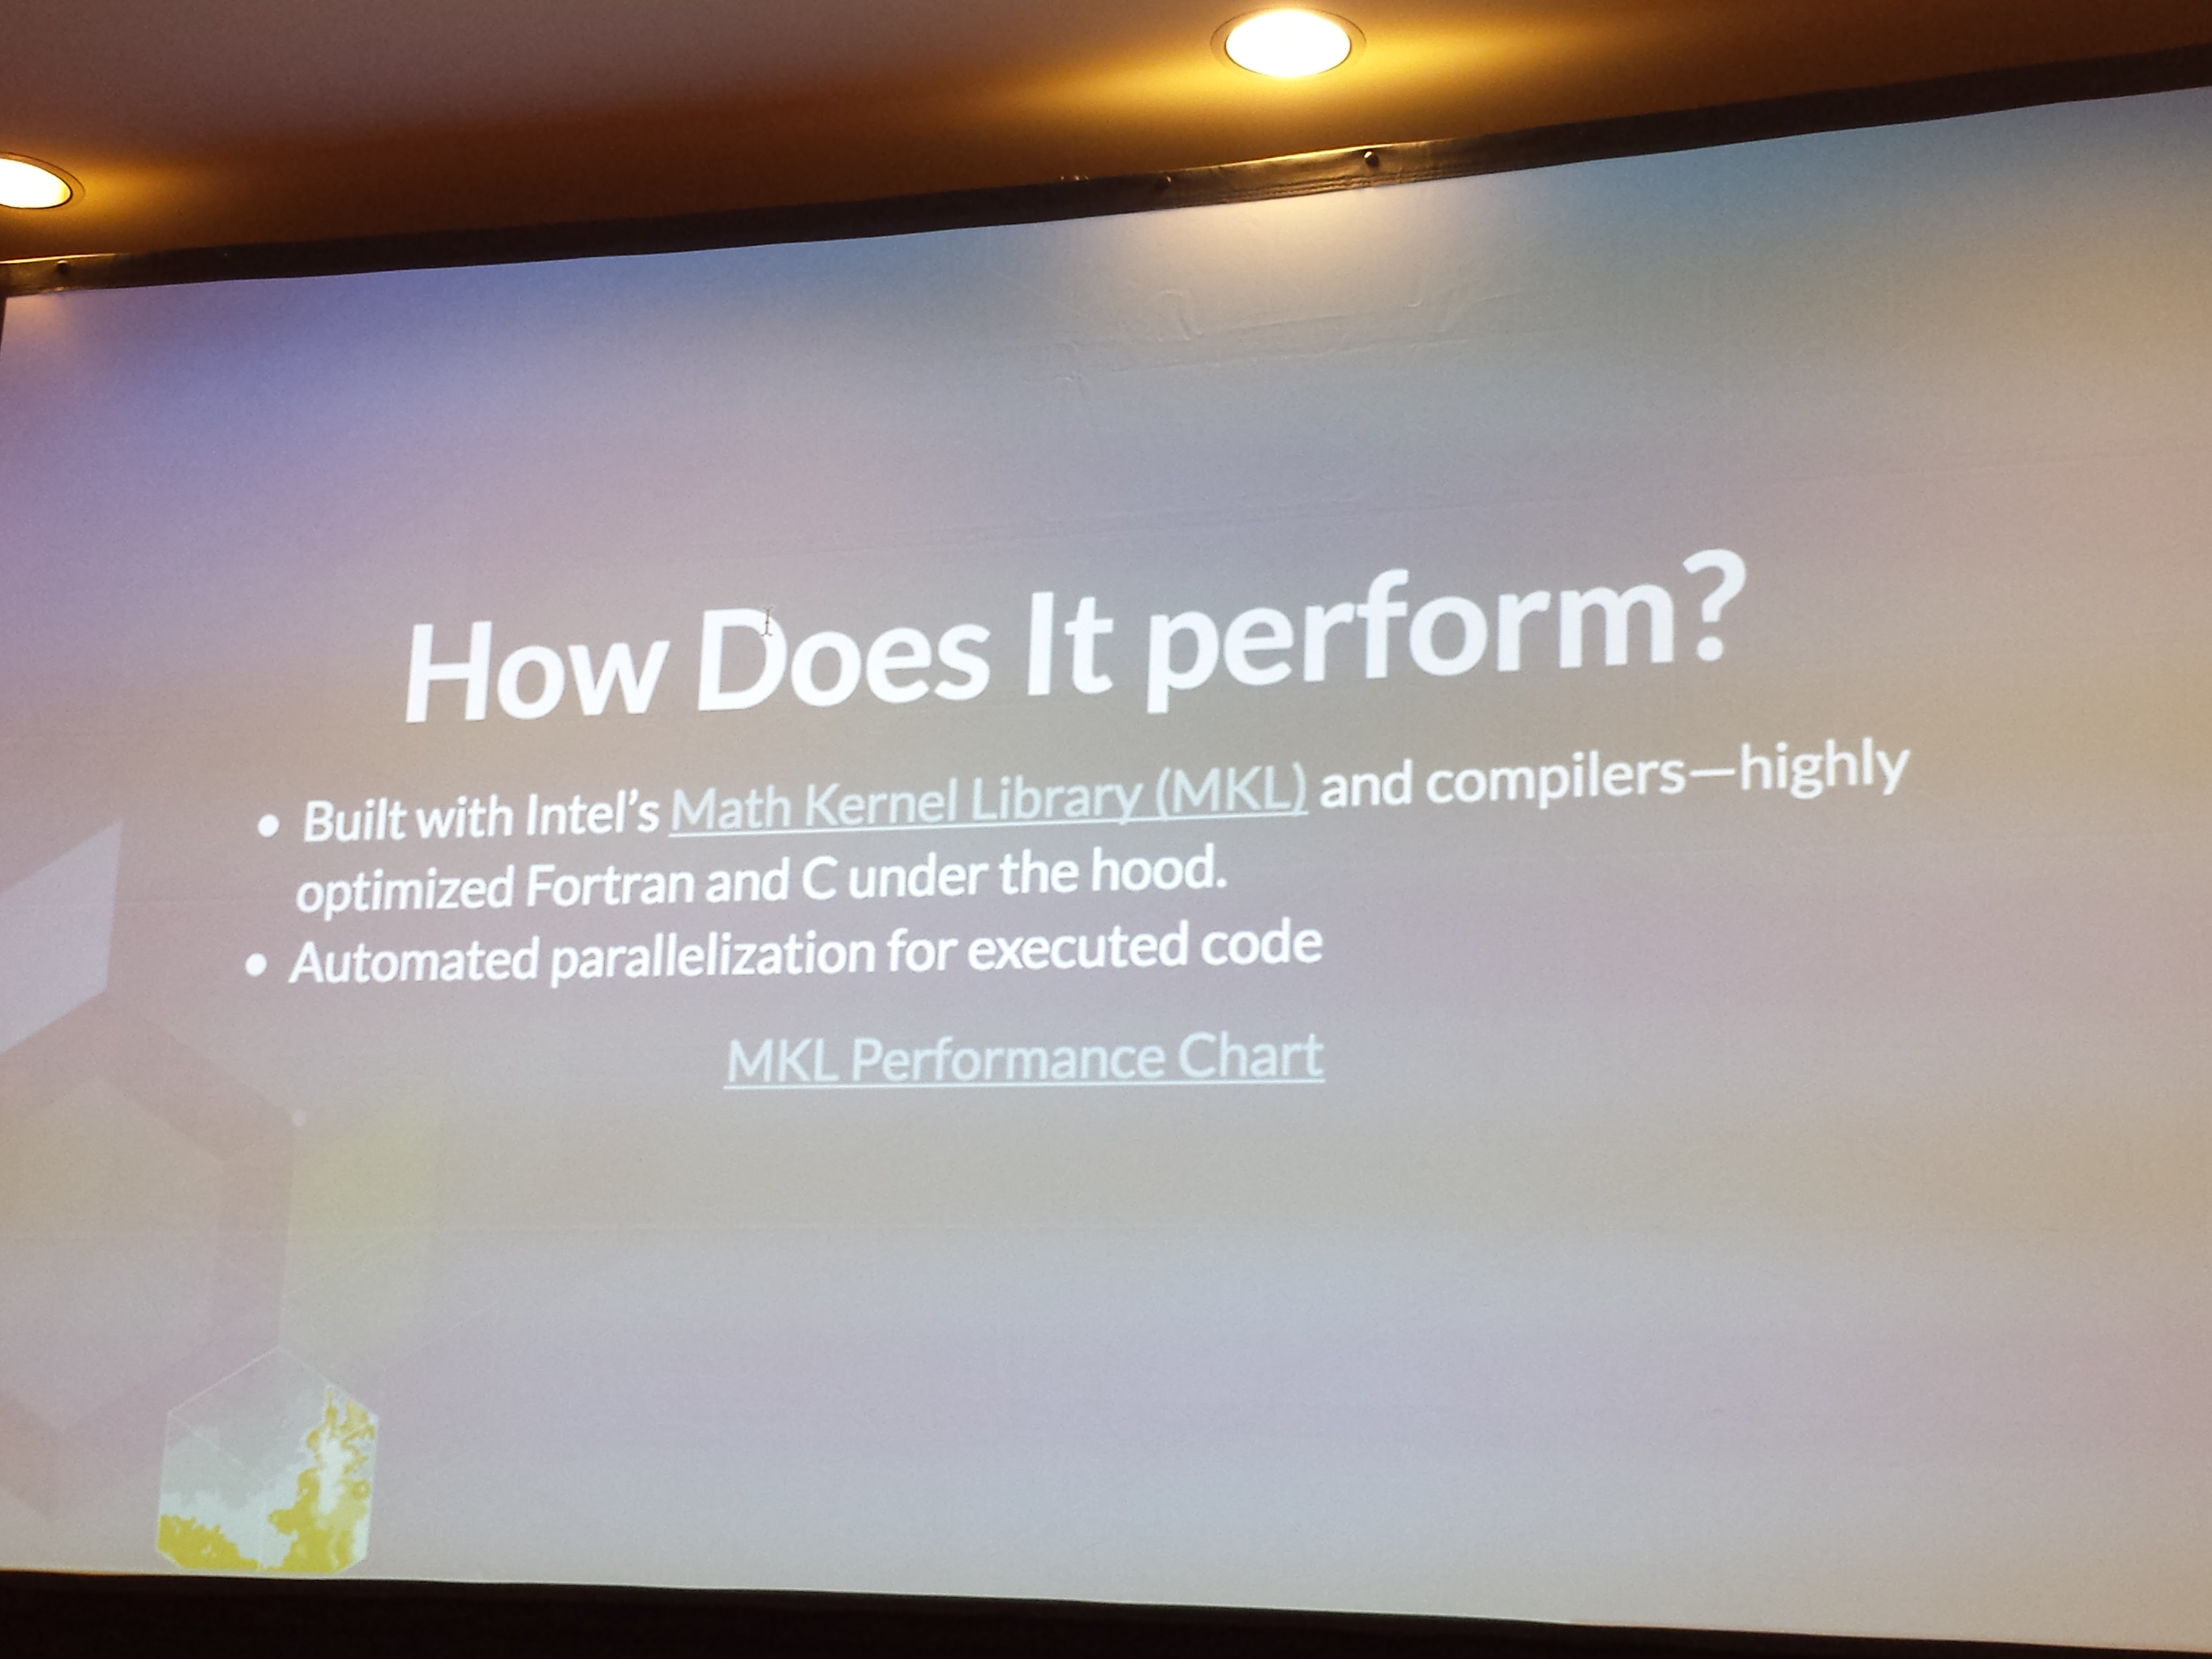 How Does It perform?
• Built with Intel’s Math Kernel Library (MKL) and compilers—highly
optimized Fortran and C under the hood.
• Automated parallelization for executed code
MKL Performance Chart